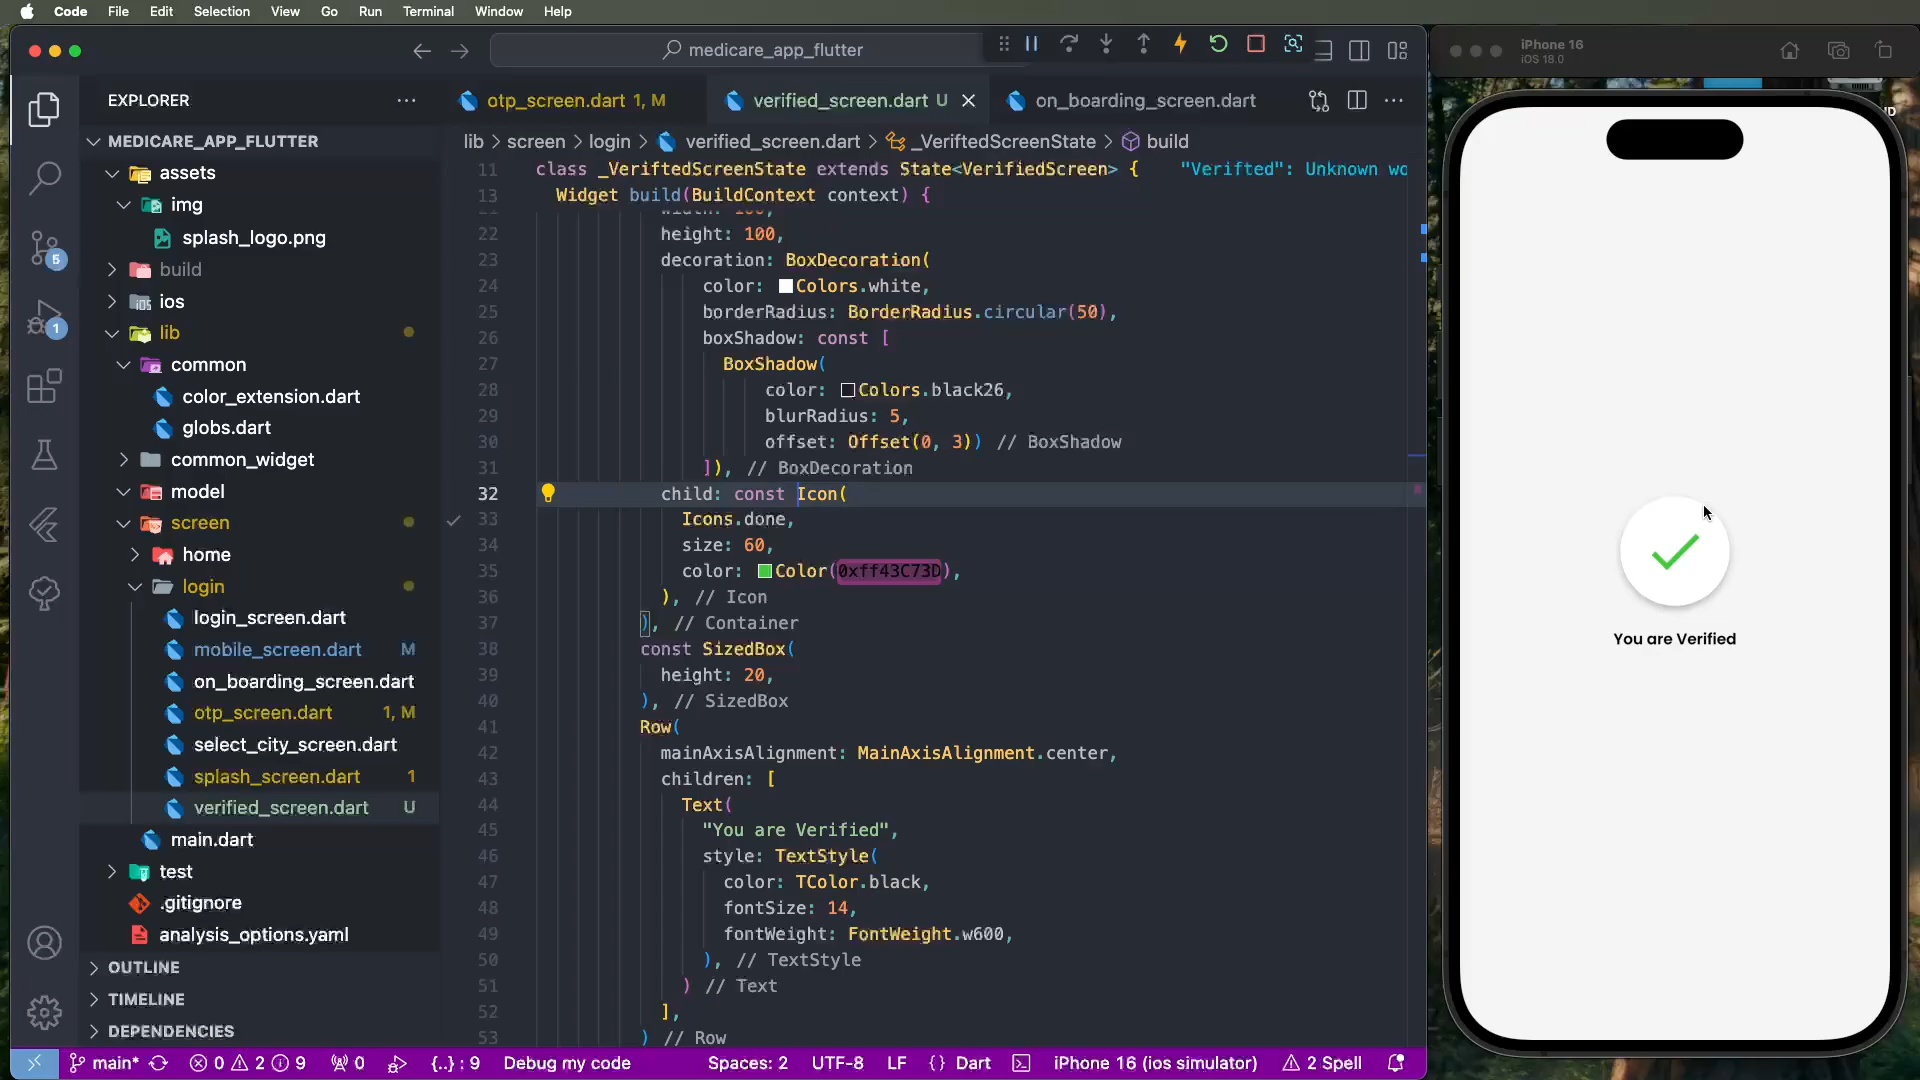 Code File Edit Selection View Go Run Terminal Window Help
medicare_app_flutter
iPhone 16
iOS 18.0
EXPLORER
otp_screen.dart 1, M
verified_screen.dart U
on_boarding_screen.dart
MEDICARE_APP_FLUTTER
lib > screen > login > verified_screen.dart > _VeriftedScreenState > build
assets
img
splash_logo.png
build
ios
lib
common
color_extension.dart
globs.dart
common_widget
model
screen
home
login
login_screen.dart
mobile_screen.dart M
on_boarding_screen.dart
otp_screen.dart 1, M
select_city_screen.dart
splash_screen.dart 1
verified_screen.dart U
main.dart
test
.gitignore
analysis_options.yaml
OUTLINE
TIMELINE
DEPENDENCIES
5
1
11 class _VeriftedScreenState extends State<VerifiedScreen> { "Verifted": Unknown wo
13 Widget build(BuildContext context) {
22 height: 100,
23 decoration: BoxDecoration(
24 color: Colors.white,
25 borderRadius: BorderRadius.circular(50),
26 boxShadow: const [
27 BoxShadow(
28 color: Colors.black26,
29 blurRadius: 5,
30 offset: Offset(0, 3)) // BoxShadow
31 ]), // BoxDecoration
32 child: const Icon(
33 Icons.done,
34 size: 60,
35 color: Color(0xff43C73D),
36 ), // Icon
37 ), // Container
38 const SizedBox(
39 height: 20,
40 ), // SizedBox
41 Row(
42 mainAxisAlignment: MainAxisAlignment.center,
43 children: [
44 Text(
45 "You are Verified",
46 style: TextStyle(
47 color: TColor.black,
48 fontSize: 14,
49 fontWeight: FontWeight.w600,
50 ), // TextStyle
51 ) // Text
52 ],
53 ) // Row
You are Verified
main* 0 2 9 0 {..} : 9 Debug my code Spaces: 2 UTF-8 LF {} Dart iPhone 16 (ios simulator) 2 Spell